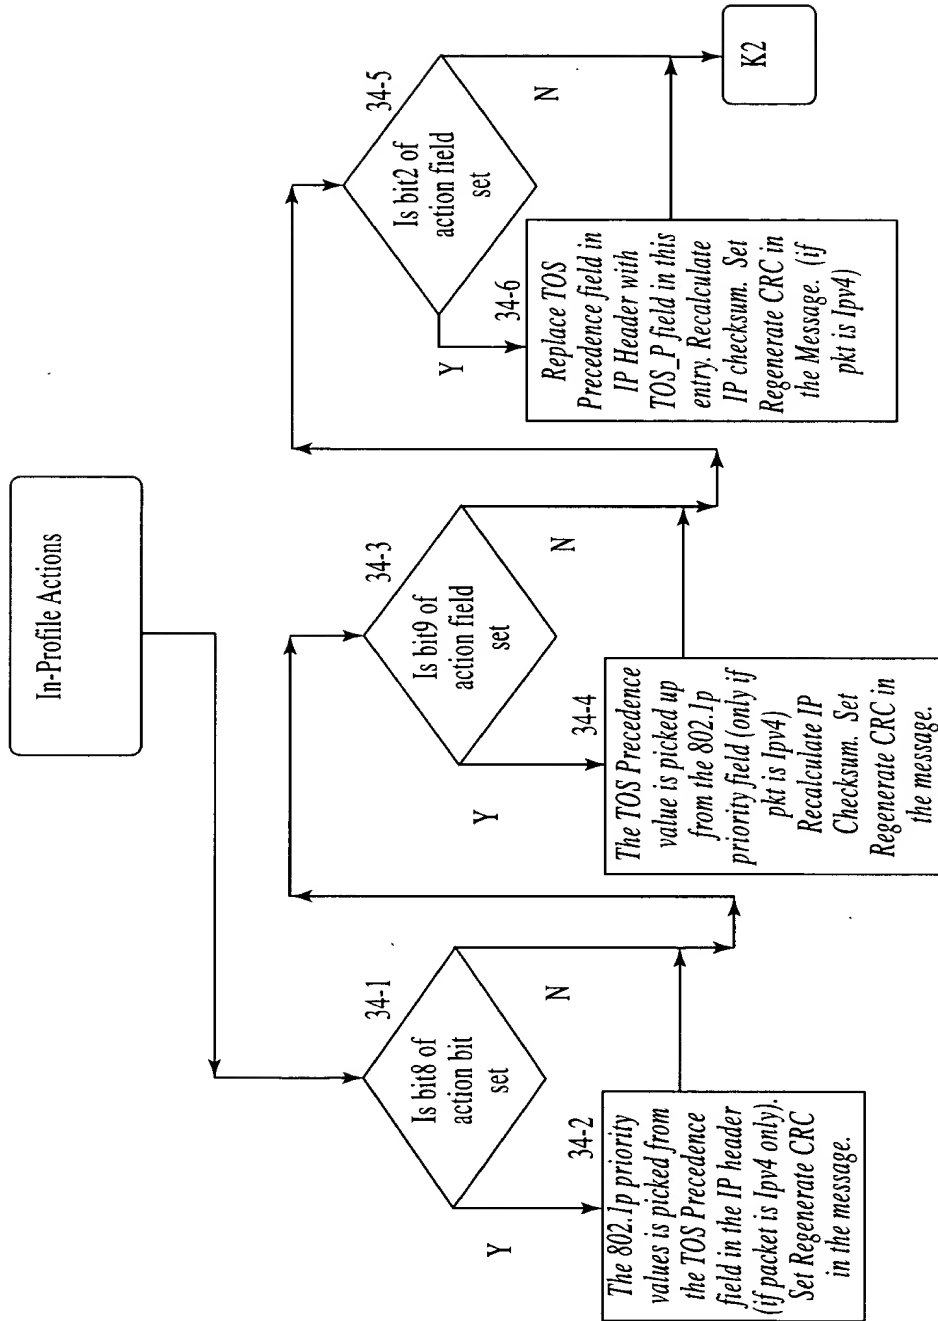 In-Profile Actions
34-1
Is bit8 of
action bit
set
Y
N
34-2
The 802.1p priority
values is picked from
the TOS Precedence
field in the IP header
(if packet is Ipv4 only).
Set Regenerate CRC
in the message.
34-3
Is bit9 of
action field
set
Y
N
34-4
The TOS Precedence
value is picked up
from the 802.1p
priority field (only if
pkt is Ipv4)
Recalculate IP
Checksum. Set
Regenerate CRC in
the message.
34-5
Is bit2 of
action field
set
Y
N
34-6
Replace TOS
Precedence field in
IP Header with
TOS_P field in this
entry. Recalculate
IP checksum. Set
Regenerate CRC in
the Message. (if
pkt is Ipv4)
K2